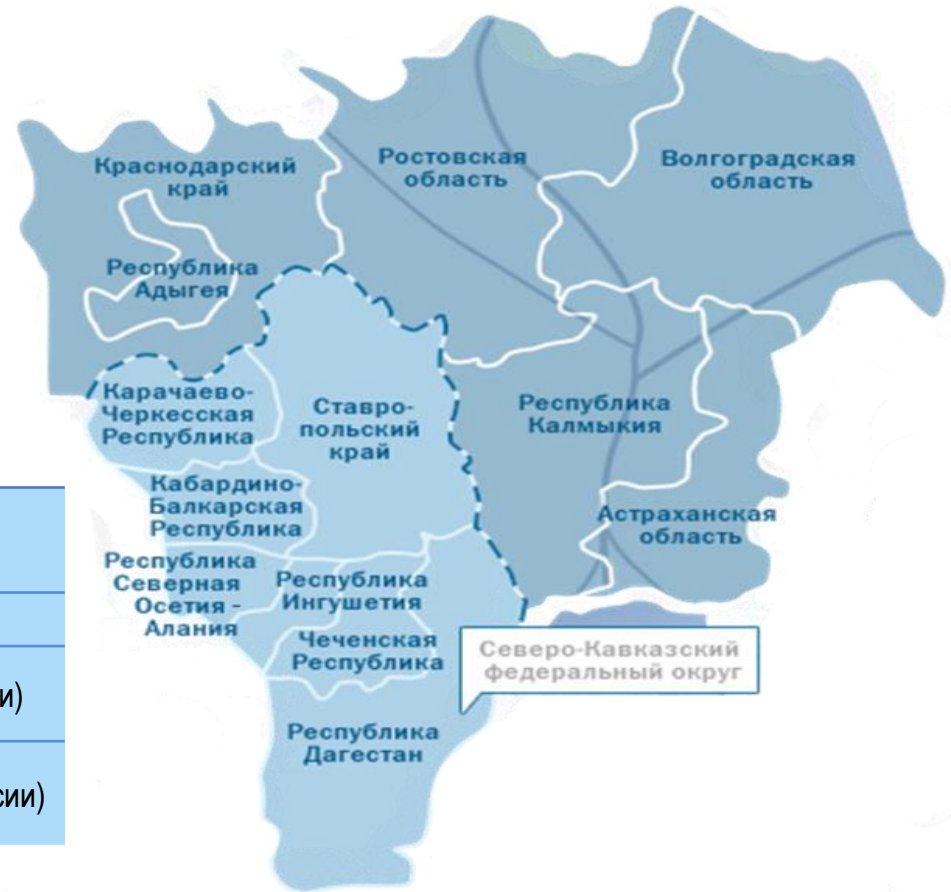 Краснодарский
край
Ростовская
область
Волгоградская
область
Республика
Адыгея
Карачаево-
Черкесская
Республика
Ставро-
польский
край
Республика
Калмыкия
Кабардино-
Балкарская
Республика
Астраханская
область
Республика
Северная
Осетия -
Алания
Республика
Ингушетия
Чеченская
Республика
Северо-Кавказский
федеральный округ
Республика
Дагестан